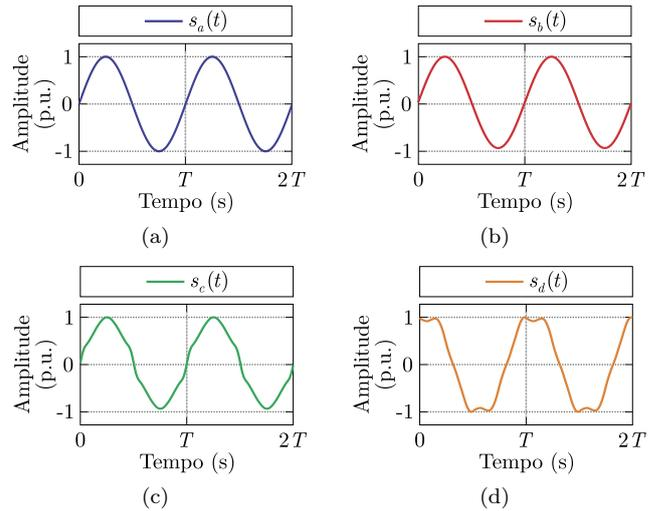 s_a(t)
s_b(t)
Amplitude (p.u.)
1
0
-1
0 T 2T
Tempo (s)
(a)
Amplitude (p.u.)
1
0
-1
0 T 2T
Tempo (s)
(b)
s_c(t)
s_d(t)
Amplitude (p.u.)
1
0
-1
0 T 2T
Tempo (s)
(c)
Amplitude (p.u.)
1
0
-1
0 T 2T
Tempo (s)
(d)